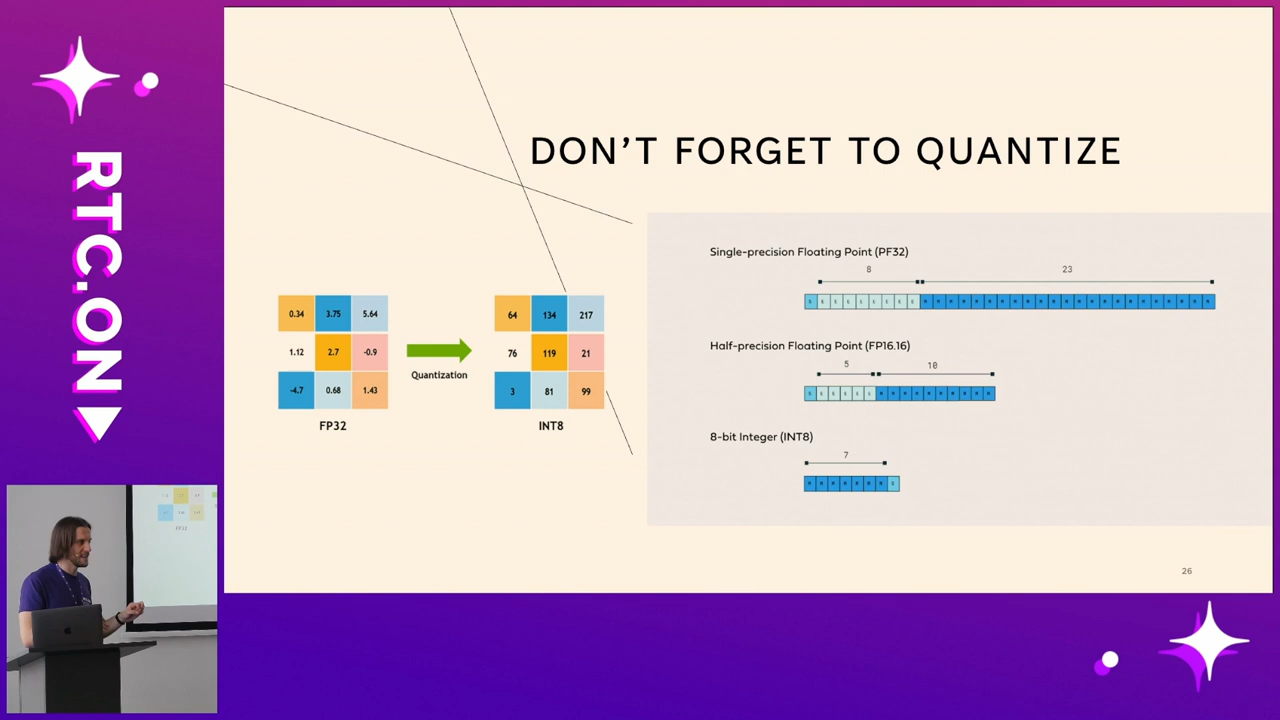 RTC.ON
DON'T FORGET TO QUANTIZE
0.34 3.75 5.64
1.12 2.7 -0.9
-4.7 0.68 1.43
FP32
Quantization
64 134 217
76 119 21
3 81 99
INT8
Single-precision Floating Point (PF32)
8 23
Half-precision Floating Point (FP16.16)
5 10
8-bit Integer (INT8)
7
26
FP32